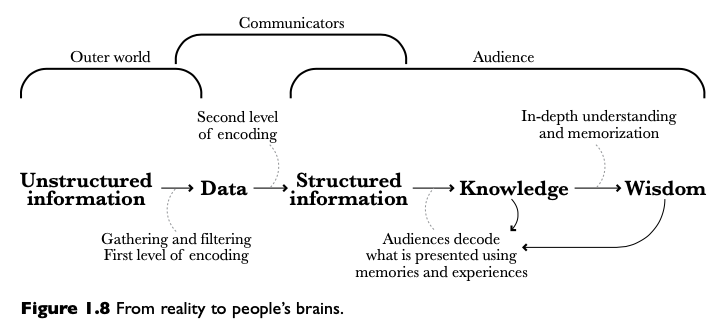 Communicators
Outer world
Audience
Second level
of encoding
In-depth understanding
and memorization
Unstructured
information
Data
Structured
information
Knowledge
Wisdom
Gathering and filtering
First level of encoding
Audiences decode
what is presented using
memories and experiences
Figure 1.8 From reality to people’s brains.